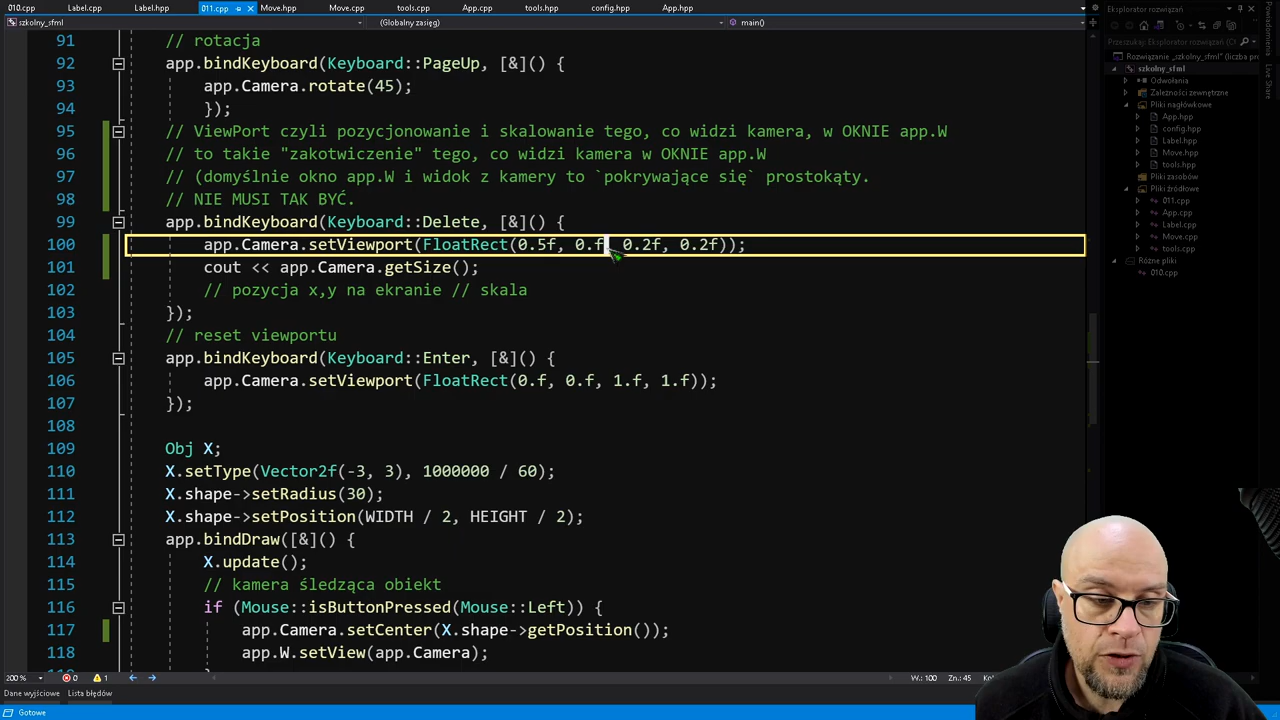 010.cpp Label.cpp Label.hpp 011.cpp Move.hpp Move.cpp tools.cpp App.cpp tools.hpp config.hpp App.hpp
szkolny_sfml (Globalny zasięg) main()
91 // rotacja
92 app.bindKeyboard(Keyboard::PageUp, [&]() {
93 app.Camera.rotate(45);
94 });
95 // ViewPort czyli pozycjonowanie i skalowanie tego, co widzi kamera, w OKNIE app.W
96 // to takie "zakotwiczenie" tego, co widzi kamera w OKNIE app.W
97 // (domyślnie okno app.W i widok z kamery to `pokrywające się` prostokąty.
98 // NIE MUSI TAK BYĆ.
99 app.bindKeyboard(Keyboard::Delete, [&]() {
100 app.Camera.setViewport(FloatRect(0.5f, 0.f, 0.2f, 0.2f));
101 cout << app.Camera.getSize();
102 // pozycja x,y na ekranie // skala
103 });
104 // reset viewportu
105 app.bindKeyboard(Keyboard::Enter, [&]() {
106 app.Camera.setViewport(FloatRect(0.f, 0.f, 1.f, 1.f));
107 });
108
109 Obj X;
110 X.setType(Vector2f(-3, 3), 1000000 / 60);
111 X.shape->setRadius(30);
112 X.shape->setPosition(WIDTH / 2, HEIGHT / 2);
113 app.bindDraw([&]() {
114 X.update();
115 // kamera śledząca obiekt
116 if (Mouse::isButtonPressed(Mouse::Left)) {
117 app.Camera.setCenter(X.shape->getPosition());
118 app.W.setView(app.Camera);
200 % 0 1 W.: 100 Zn.: 45
Dane wyjściowe Lista błędów
Gotowe
Eksplorator rozwiązań
Przeszukaj: Eksplorator rozwiązań
Rozwiązanie „szkolny_sfml” (liczba pro
szkolny_sfml
Odwołania
Zależności zewnętrzne
Pliki nagłówkowe
App.hpp
config.hpp
Label.hpp
Move.hpp
tools.hpp
Pliki zasobów
Pliki źródłowe
011.cpp
App.cpp
Label.cpp
Move.cpp
tools.cpp
Różne pliki
010.cpp
Powiadomienia
Live Share